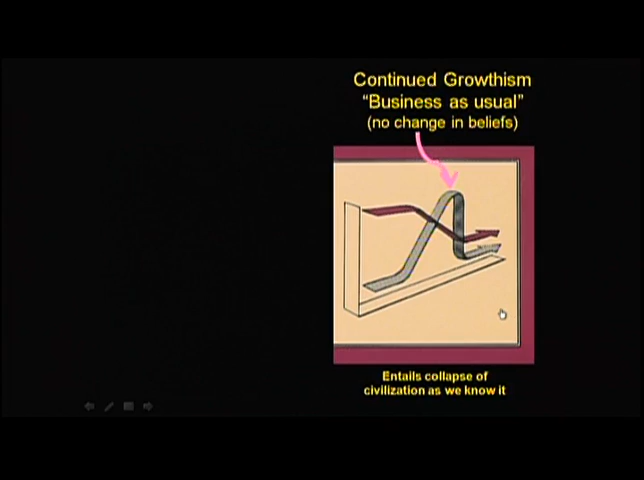 Continued Growthism
“Business as usual”
(no change in beliefs)
Entails collapse of
civilization as we know it